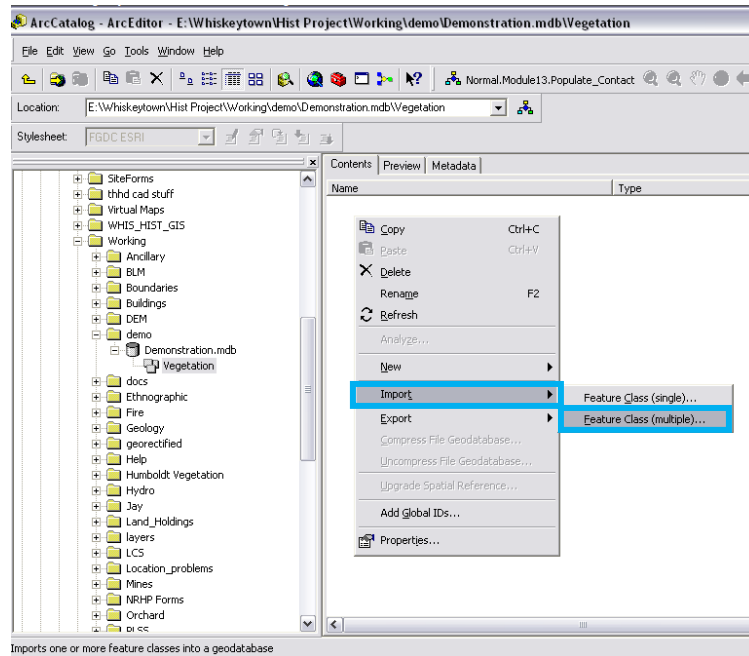 ArcCatalog - ArcEditor - E:\Whiskeytown\Hist Project\Working\demo\Demonstration.mdb\Vegetation
File Edit View Go Tools Window Help
Normal.Module13.Populate_Contact
Location: E:\Whiskeytown\Hist Project\Working\demo\Demonstration.mdb\Vegetation
Stylesheet: FGDC ESRI
Contents Preview Metadata
Name Type
SiteForms
thhd cad stuff
Virtual Maps
WHIS_HIST_GIS
Working
Ancillary
BLM
Boundaries
Buildings
DEM
demo
Demonstration.mdb
Vegetation
docs
Ethnographic
Fire
Geology
georectified
Help
Humboldt Vegetation
Hydro
Jay
Land_Holdings
layers
LCS
Location_problems
Mines
NRHP Forms
Orchard
PLSS
Copy Ctrl+C
Paste Ctrl+V
Delete
Rename F2
Refresh
Analyze...
New
Import
Export
Compress File Geodatabase...
Uncompress File Geodatabase...
Upgrade Spatial Reference...
Add Global IDs...
Properties...
Feature Class (single)...
Feature Class (multiple)...
Imports one or more feature classes into a geodatabase